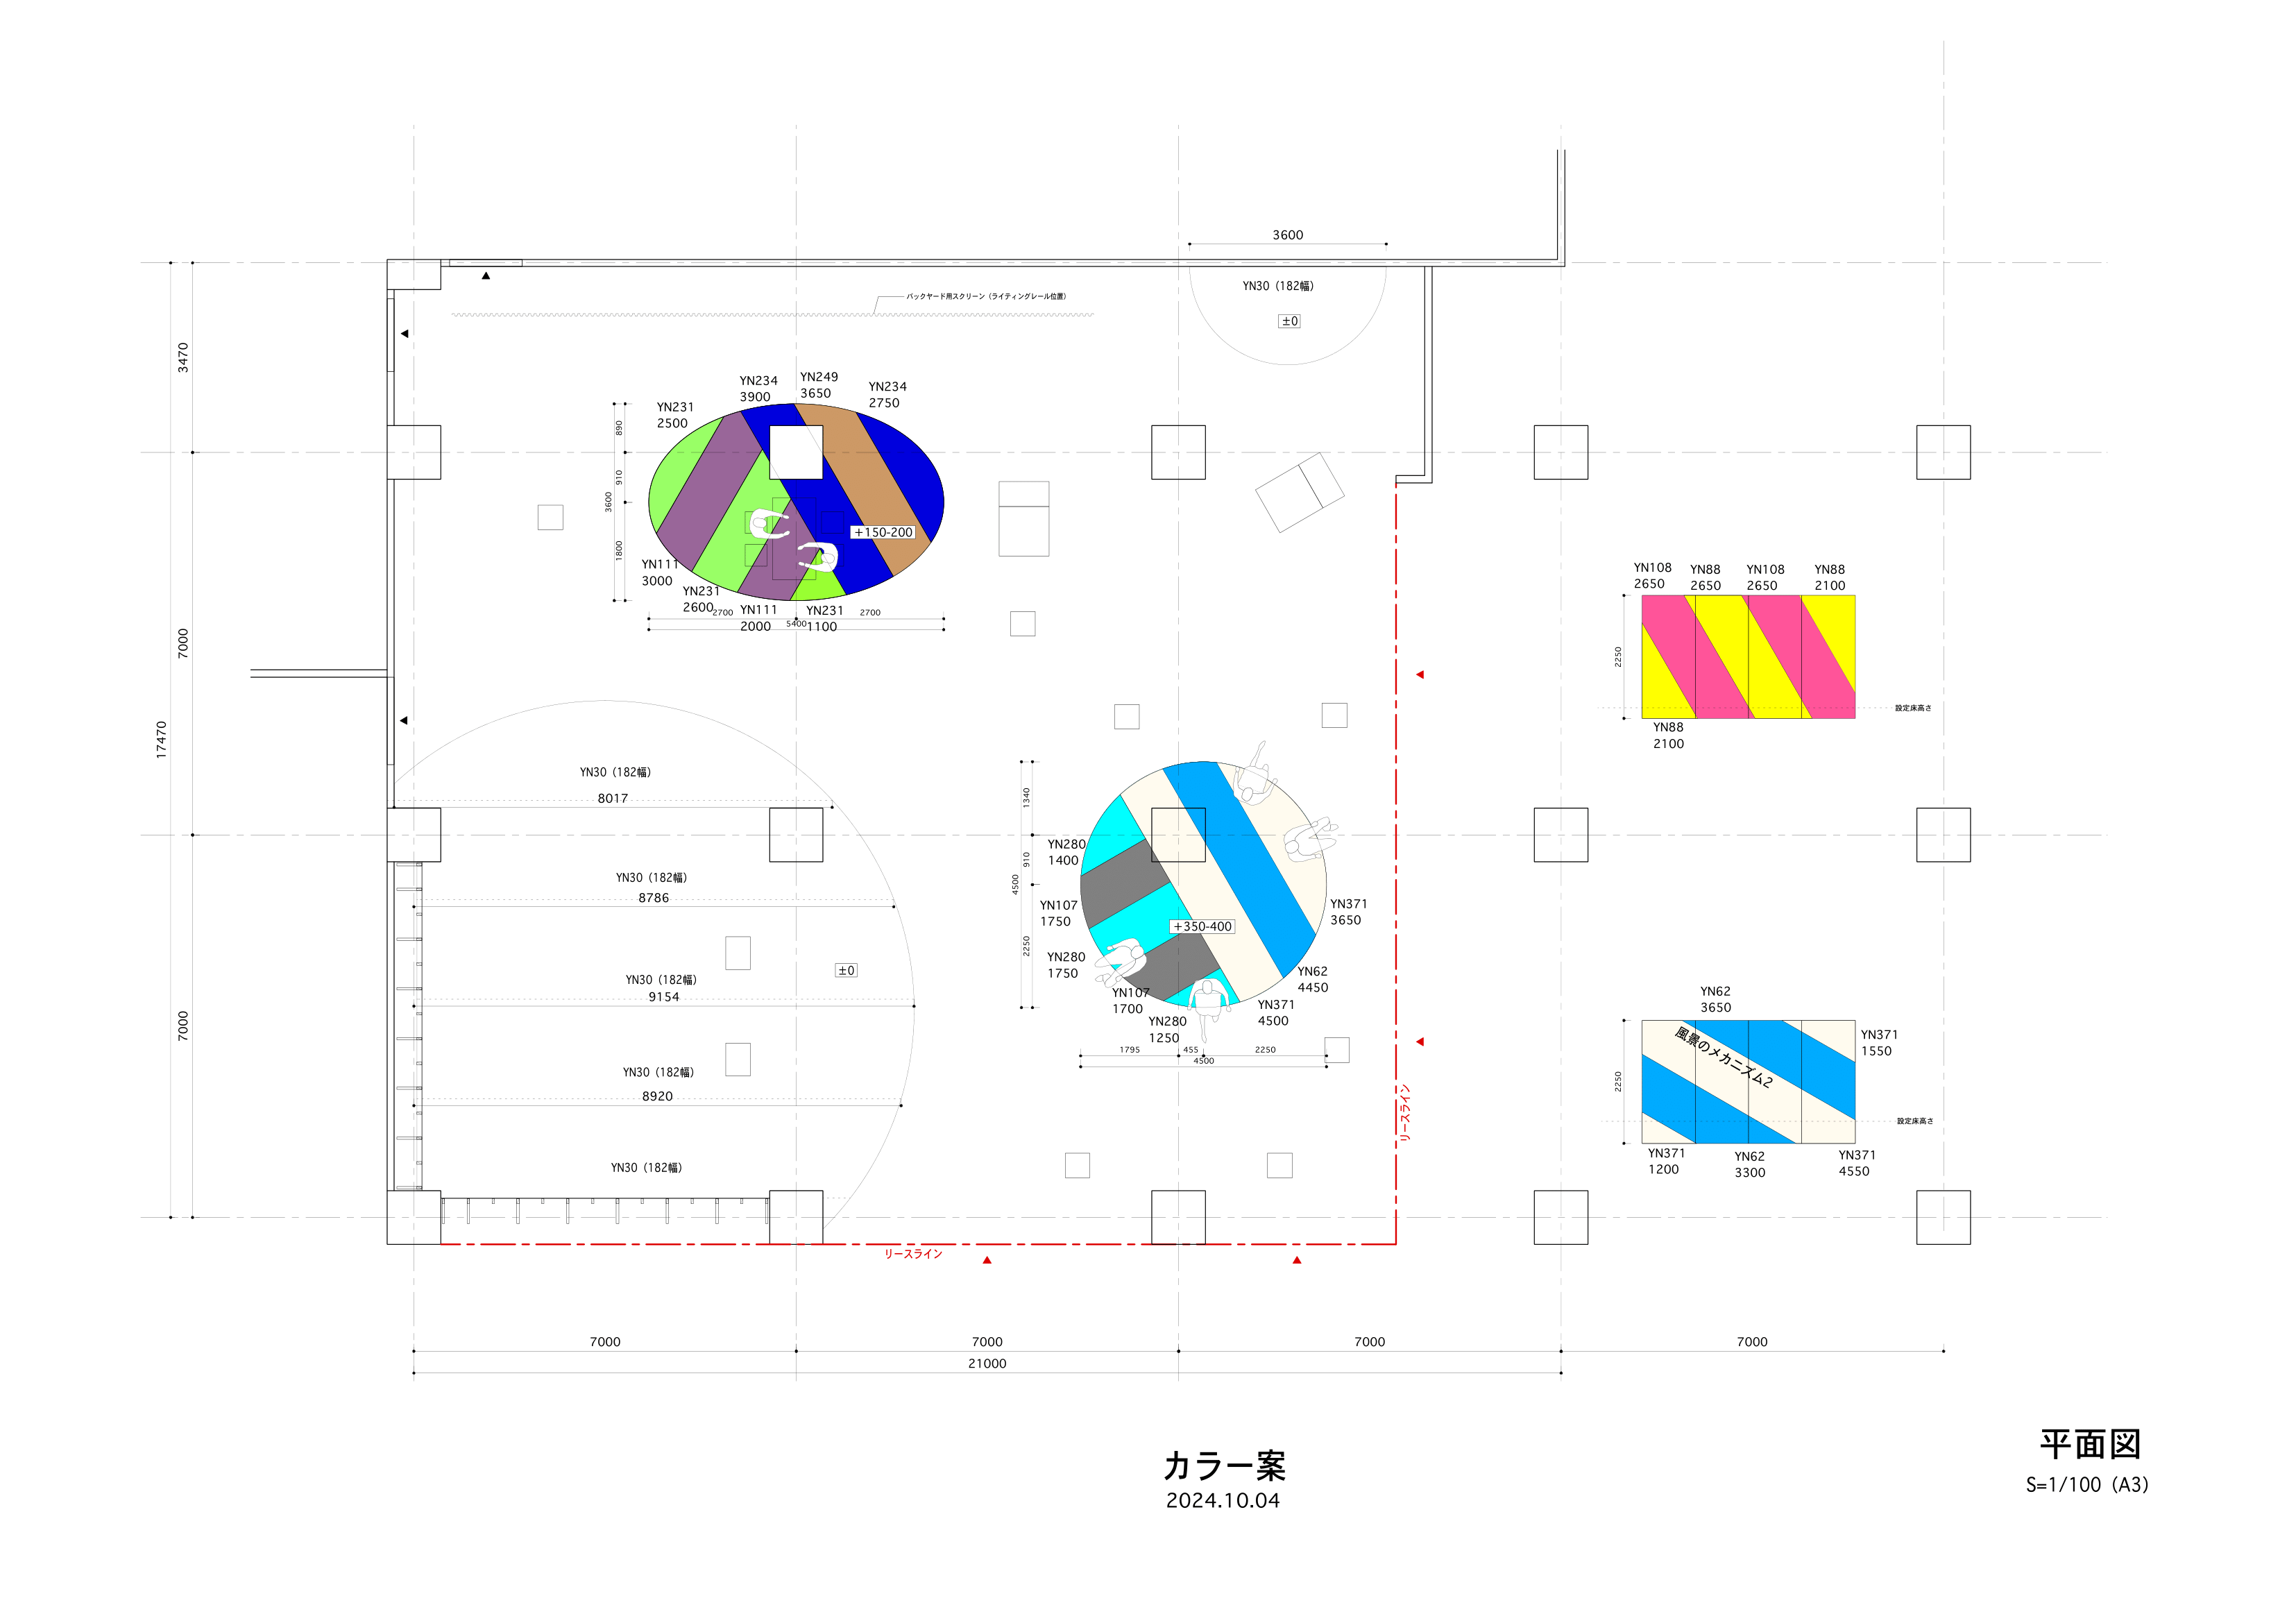 3600
YN30（182幅）
±0
バックヤード用スクリーン（ライティングレール位置）
3470
7000
7000
17470
YN231
2500
YN234
3900
YN249
3650
YN234
2750
890
910
3600
1800
+150-200
YN111
3000
YN231
2600
YN111
2000
YN231
1100
2700
5400
2700
YN108
2650
YN88
2650
YN108
2650
YN88
2100
2250
設定床高さ
YN88
2100
YN30（182幅）
8017
YN30（182幅）
8786
YN30（182幅）
9154
±0
YN30（182幅）
8920
YN30（182幅）
1340
910
4500
2250
YN280
1400
YN107
1750
YN280
1750
YN107
1700
YN280
1250
+350-400
YN371
3650
YN62
4450
YN371
4500
1795
455
2250
4500
YN62
3650
風景のメカニズム2
YN371
1550
2250
設定床高さ
YN371
1200
YN62
3300
YN371
4550
リースライン
リースライン
7000
7000
7000
7000
21000
カラー案
2024.10.04
平面図
S=1/100（A3）